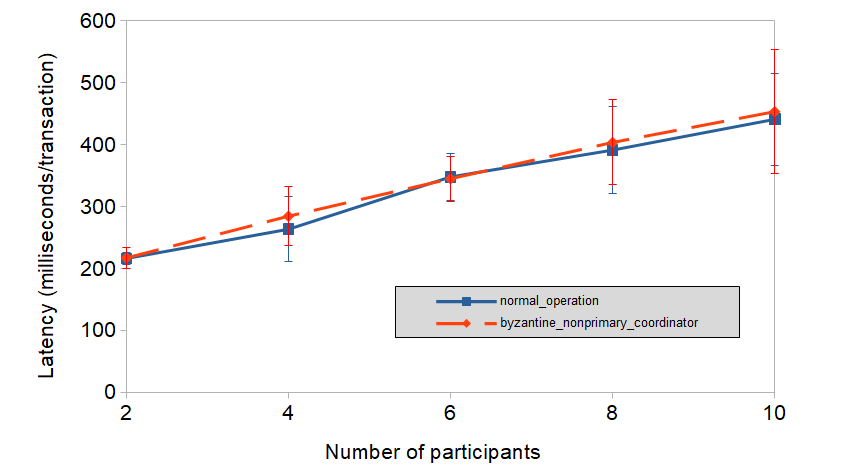 600
500
400
300
200
100
0
2 4 6 8 10
Latency (milliseconds/transaction)
Number of participants
normal_operation
byzantine_nonprimary_coordinator